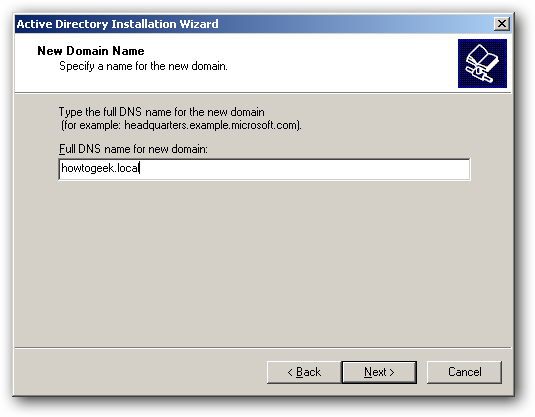 Active Directory Installation Wizard
New Domain Name
Specify a name for the new domain.
Type the full DNS name for the new domain
(for example: headquarters.example.microsoft.com).
Full DNS name for new domain:
howtogeek.local
< Back
Next >
Cancel